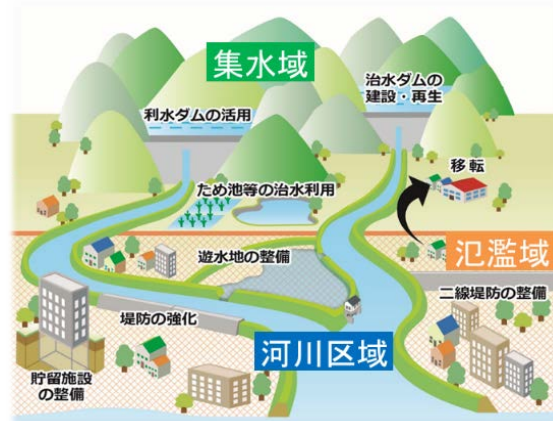 集水域
治水ダムの
建設・再生
利水ダムの活用
移転
ため池等の治水利用
氾濫域
遊水地の整備
二線堤防の整備
堤防の強化
河川区域
貯留施設
の整備